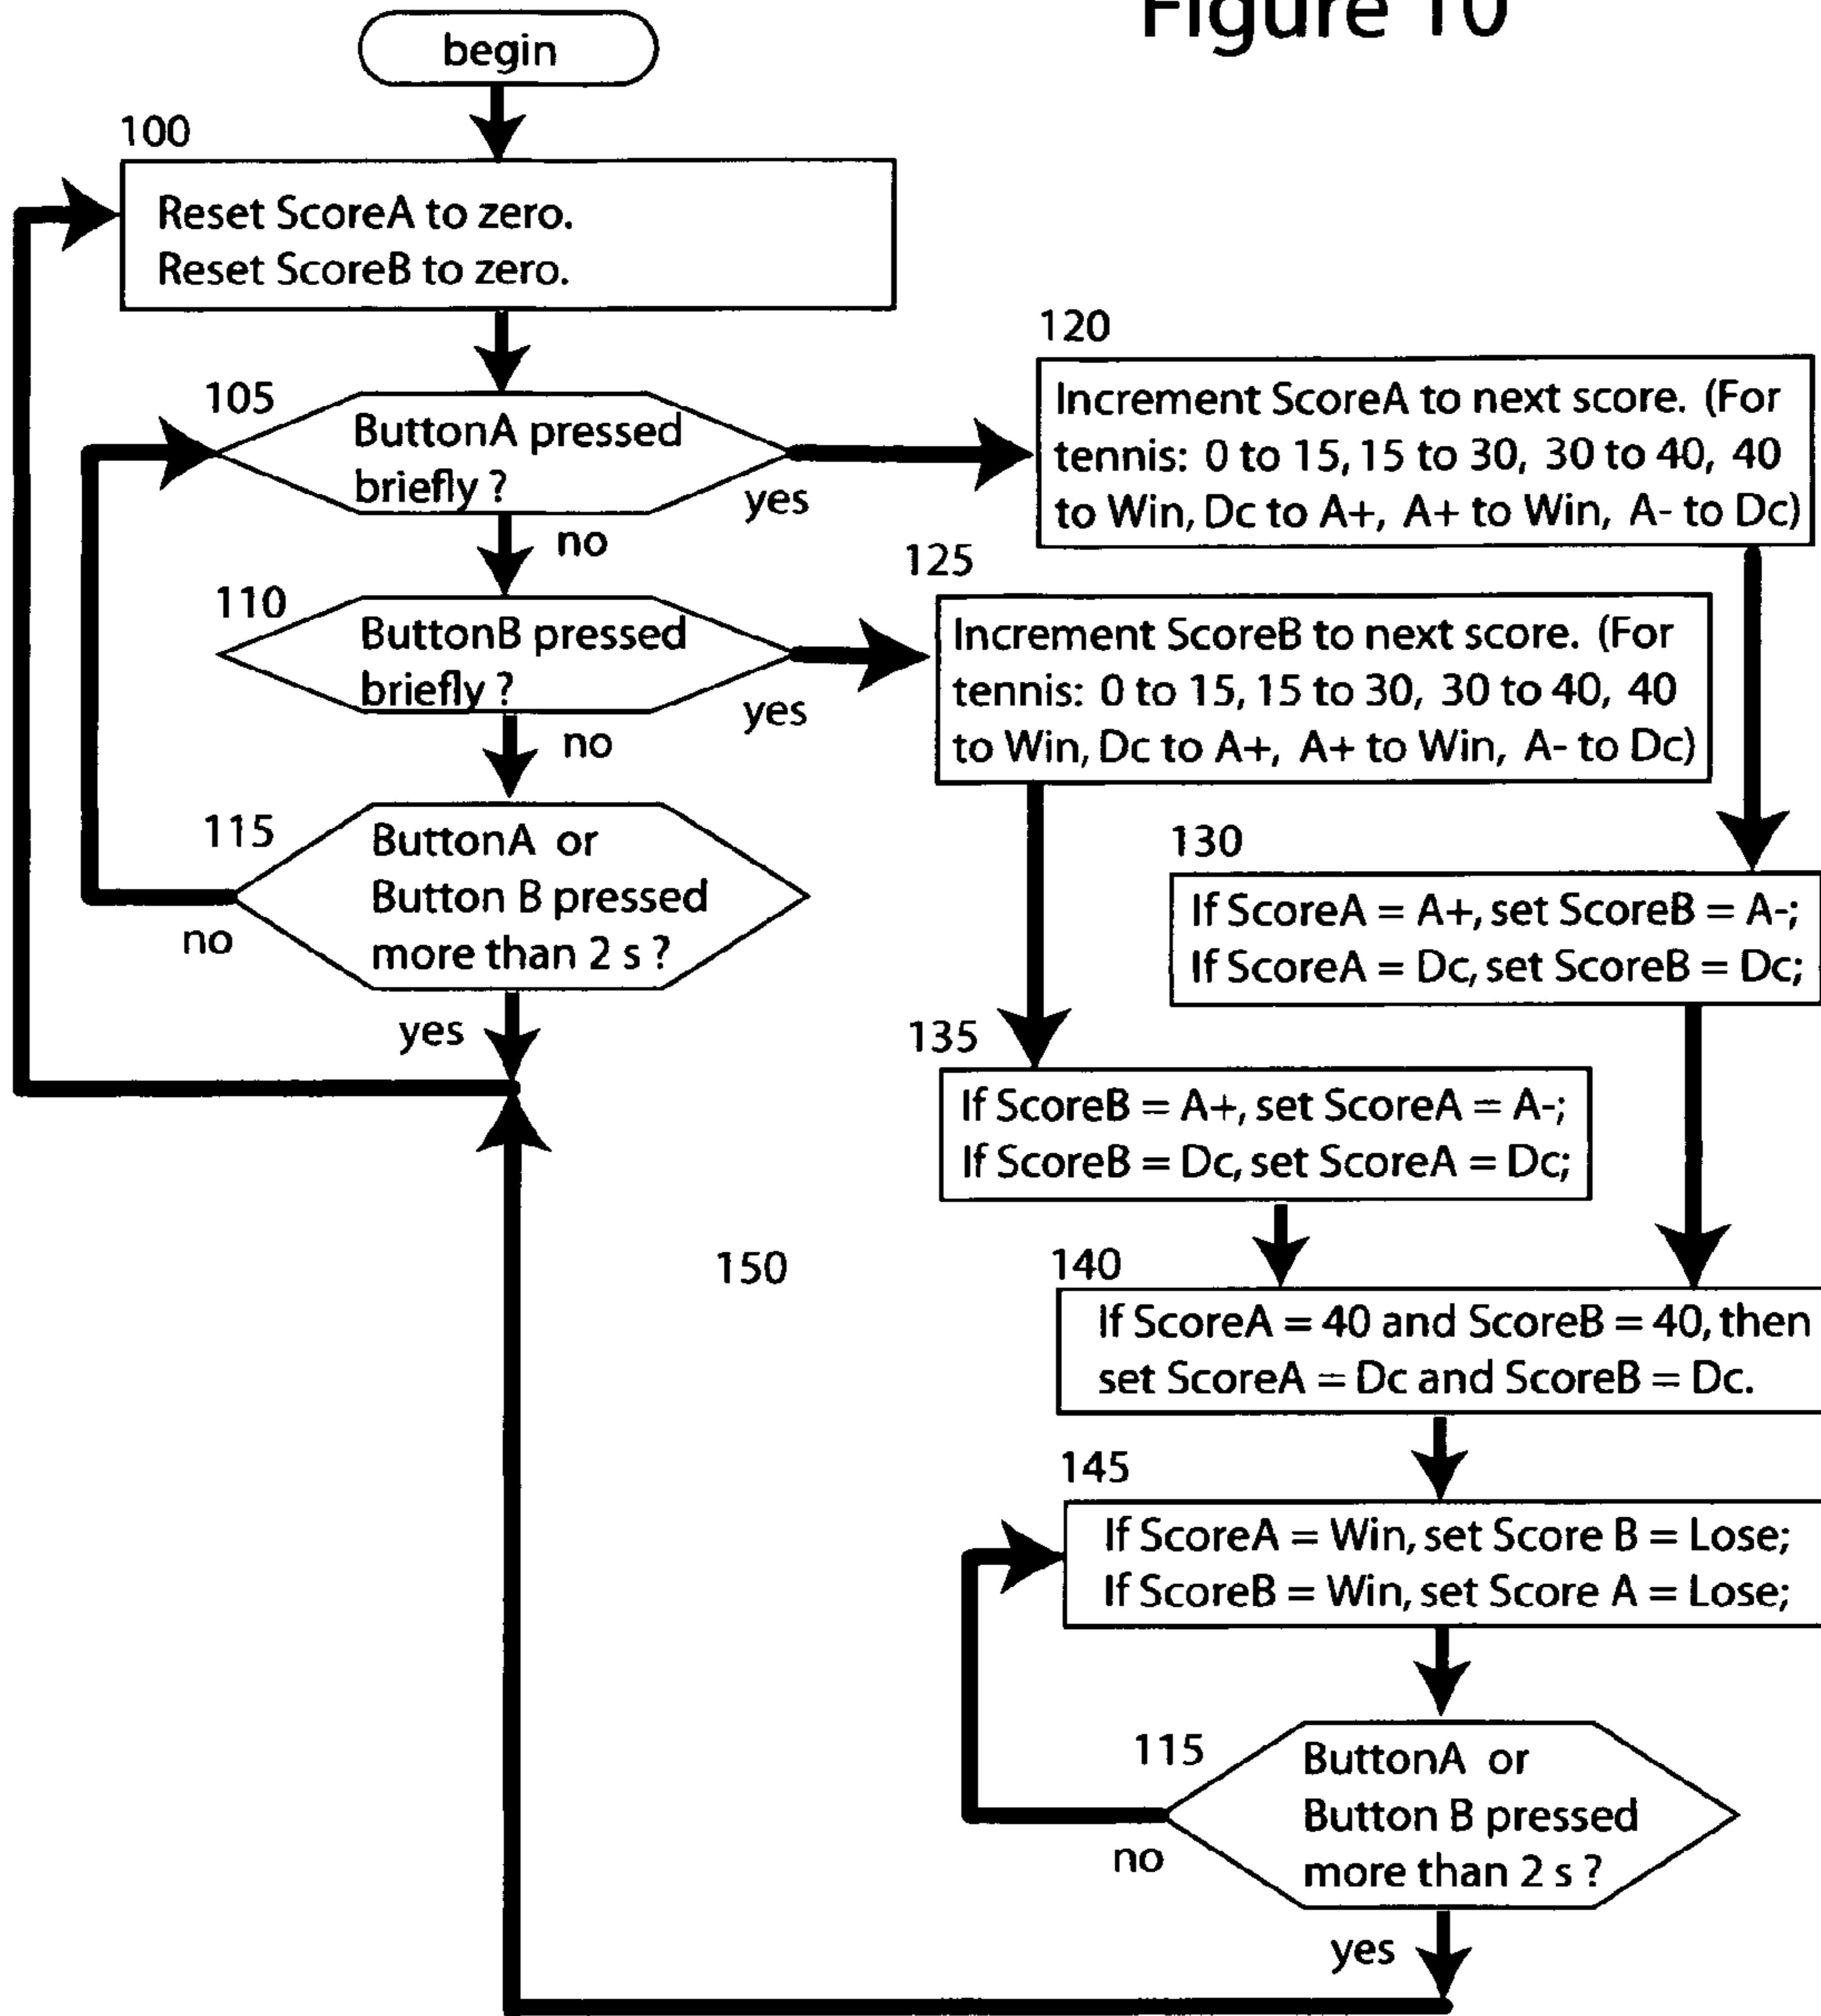 Figure 10
begin
100
Reset ScoreA to zero.
Reset ScoreB to zero.
105
ButtonA pressed
briefly ?
yes
no
120
Increment ScoreA to next score. (For
tennis: 0 to 15, 15 to 30, 30 to 40, 40
to Win, Dc to A+, A+ to Win, A- to Dc)
110
ButtonB pressed
briefly ?
yes
no
125
Increment ScoreB to next score. (For
tennis: 0 to 15, 15 to 30, 30 to 40, 40
to Win, Dc to A+, A+ to Win, A- to Dc)
115
ButtonA or
Button B pressed
more than 2 s ?
no
yes
130
If ScoreA = A+, set ScoreB = A-;
If ScoreA = Dc, set ScoreB = Dc;
135
If ScoreB = A+, set ScoreA = A-;
If ScoreB = Dc, set ScoreA = Dc;
150
140
If ScoreA = 40 and ScoreB = 40, then
set ScoreA = Dc and ScoreB = Dc.
145
If ScoreA = Win, set Score B = Lose;
If ScoreB = Win, set Score A = Lose;
115
ButtonA or
Button B pressed
more than 2 s ?
no
yes